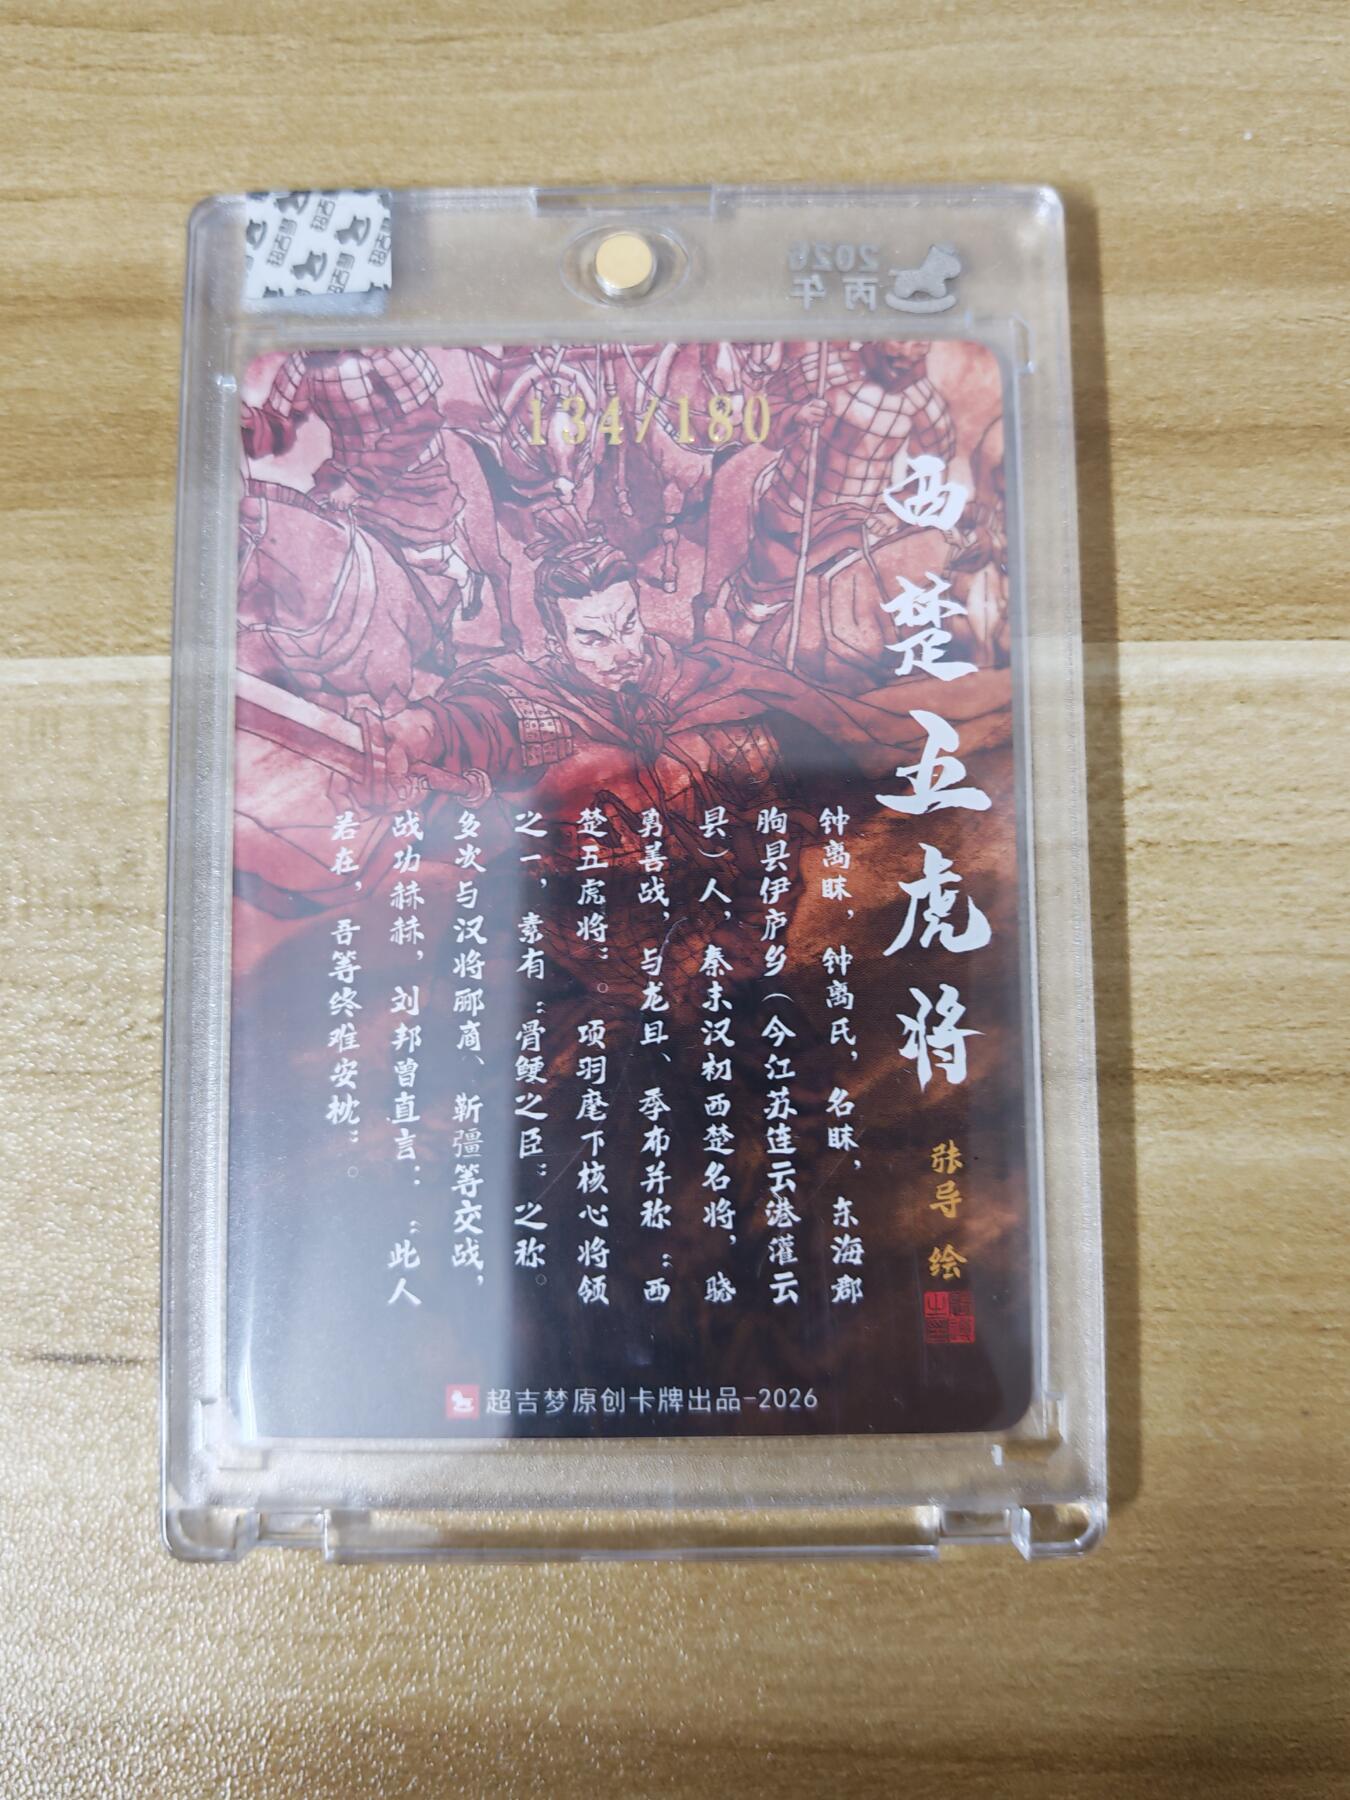 2026
丙午
134/180
西楚五虎将
张导 绘
钟离眛，钟离氏，名眛，东海郡
朐县伊庐乡（今江苏连云港灌云
县）人，秦末汉初西楚名将，骁
勇善战，与龙且、季布并称“西
楚五虎将”。项羽麾下核心将领
之一，素有“骨鲠之臣”之称。
多次与汉将郦商、靳彊等交战，
战功赫赫，刘邦曾直言：“此人
若在，吾等终难安枕”。
超吉梦原创卡牌出品-2026